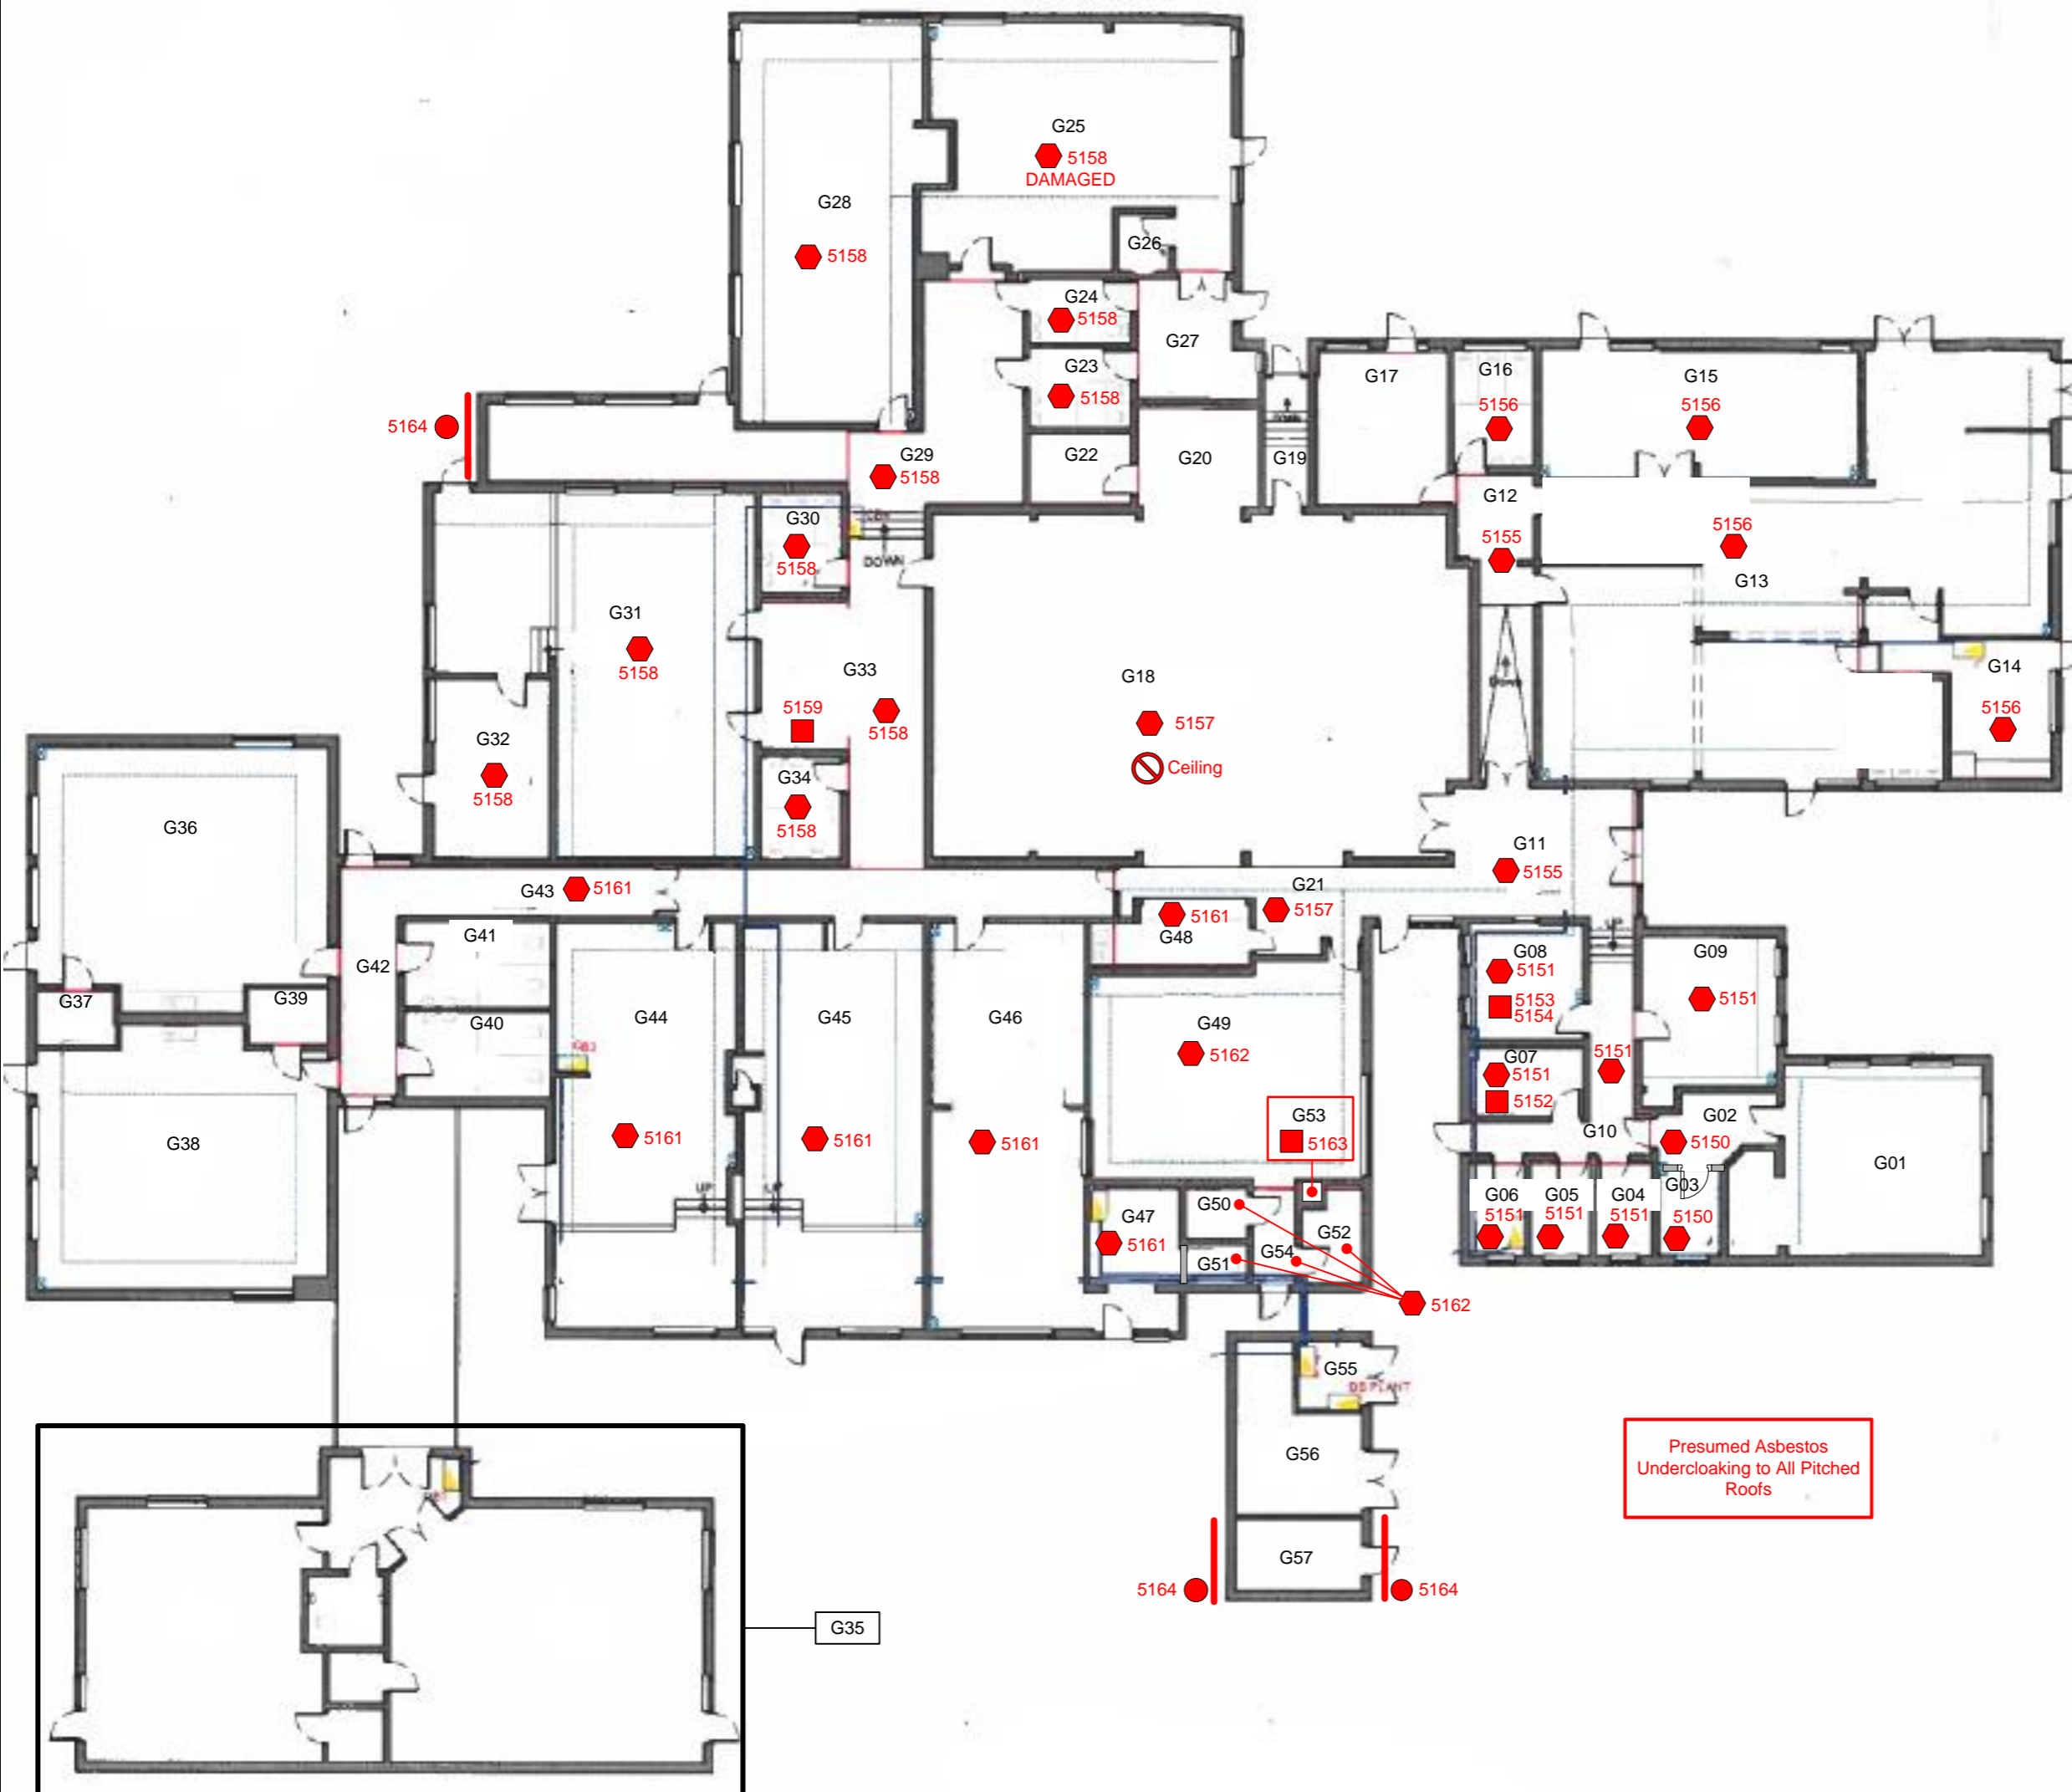 G25
5158
DAMAGED
G28
5158
G26
G24
5158
G27
G23
5158
G17
G16
5156
G15
5156
5164
G29
5158
G22
G20
G19
G12
5155
5156
G13
G30
5158
DOWN
G31
5158
G33
5159
5158
G18
5157
Ceiling
G14
5156
G32
5158
G34
5158
G36
G11
5155
G43
5161
G21
5157
5161
G48
UP
G41
G42
G37
G39
G40
G08
5151
5153
5154
G09
5151
G44
5161
G45
5161
G46
5161
G49
5162
G07
5151
5152
5151
G53
5163
G02
5150
G10
G38
G01
UP
UP
G47
5161
G50
G51
G54
G52
5162
G06
5151
G05
5151
G04
5151
G03
5150
G55
DB PLANT
G56
G57
5164
5164
Presumed Asbestos
Undercloaking to All Pitched
Roofs
G35